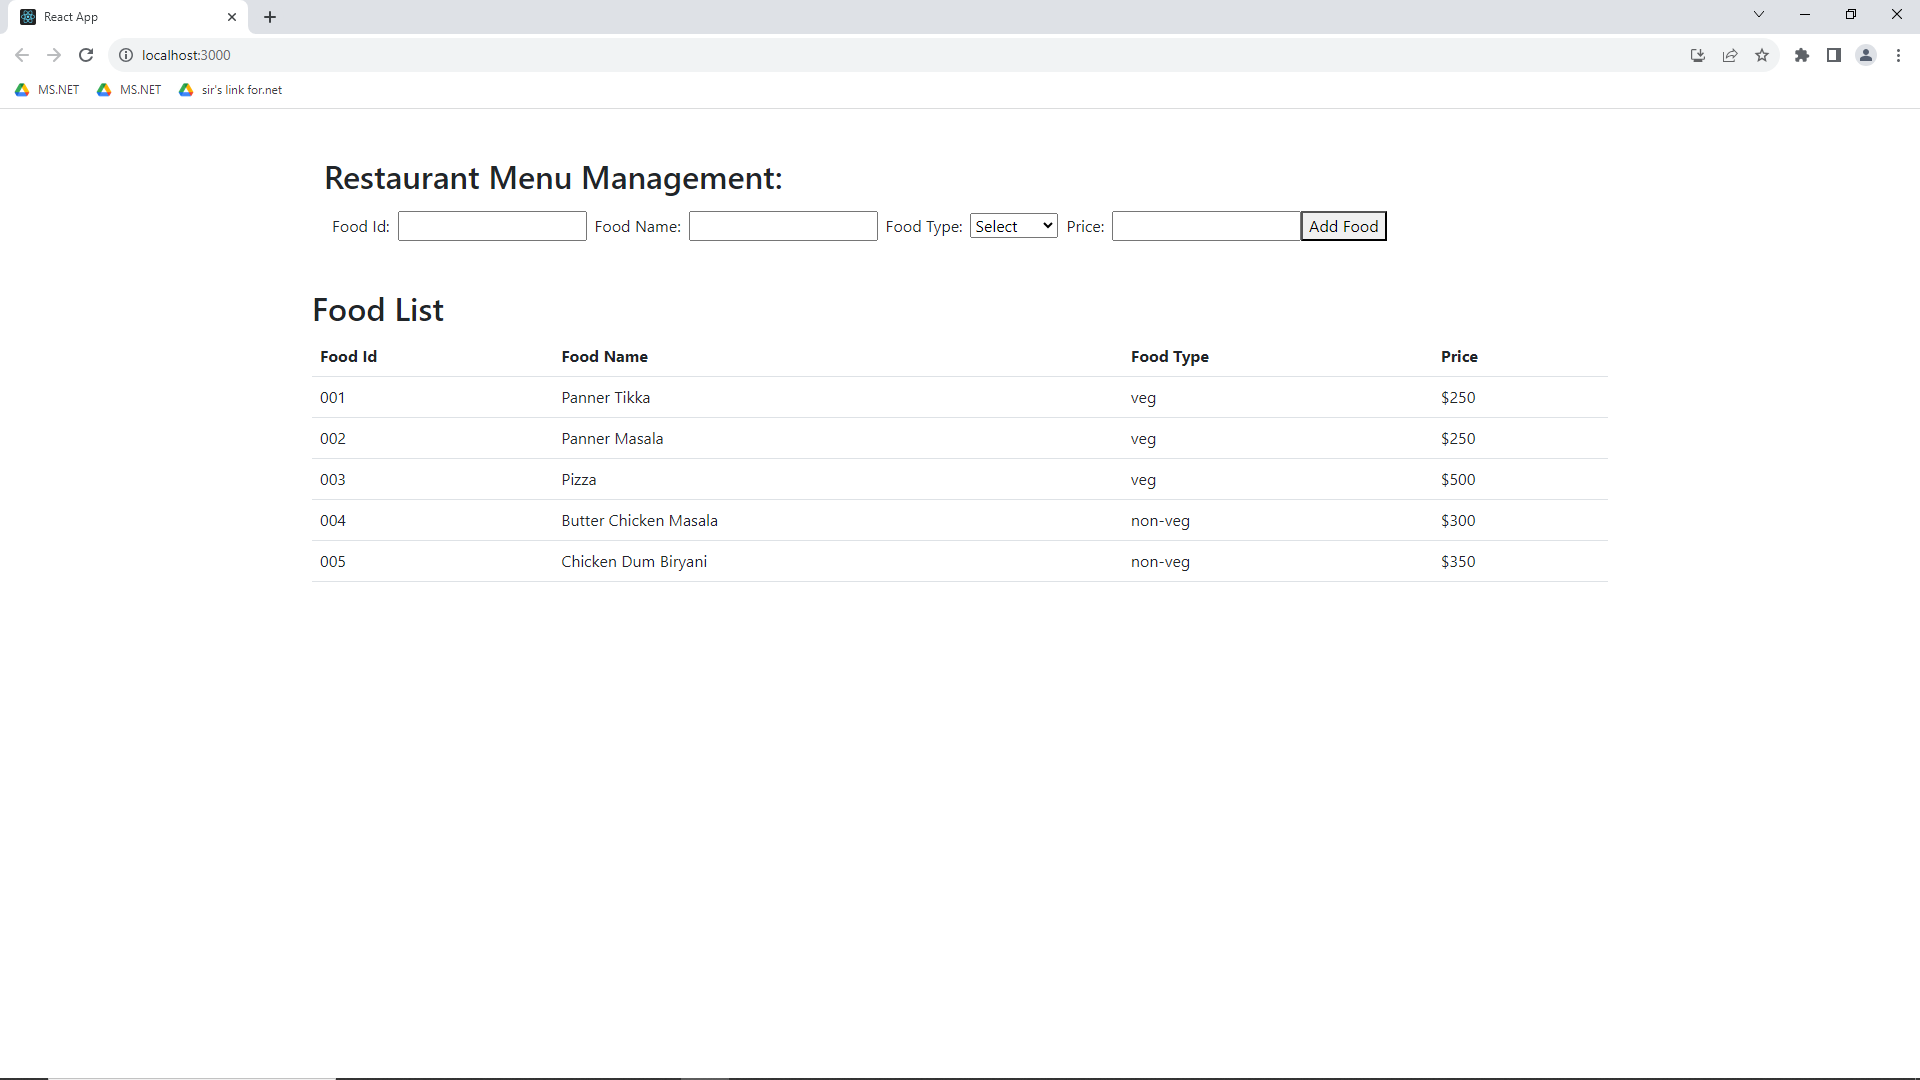 React App
localhost:3000
MS.NET MS.NET sir's link for.net
Restaurant Menu Management:
Food Id: Food Name: Food Type: Select Price: Add Food
Food List
Food Id Food Name Food Type Price
001 Panner Tikka veg $250
002 Panner Masala veg $250
003 Pizza veg $500
004 Butter Chicken Masala non-veg $300
005 Chicken Dum Biryani non-veg $350